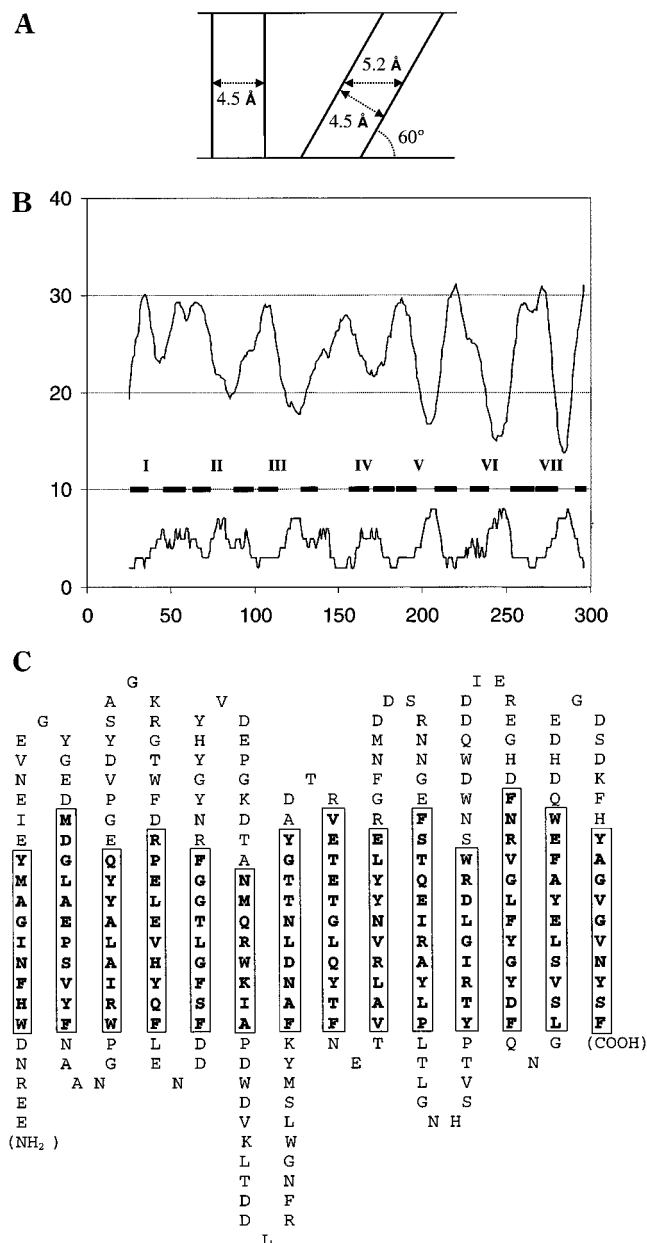 A
4.5 Å
5.2 Å
4.5 Å
60°
B
40
30
20
10
0
I II III IV V VI VII
0 50 100 150 200 250 300
C
G I E
A K V D S D R G
G S R Y D D R D E E D
E Y Y G H E M N Q G D S
V G D T Y P N N W H H D
N E V W G G T F G D D D K
E D P F Y K D R G E W F Q F
I M G D N D A V R F N N W H
E D E R R T Y E E S S R E Y
Y G Q P F A G T L T W V F A
M L Y E G N T E Y Q R G A G
A A Y L G M T T Y E D L Y V
G E A E T Q N G N I L F E G
I P L V L R L L V R G Y L V
N S A H G W D Q R A I G S N
F V I Y F K N Y L Y R Y V Y
H Y R Q S I A T A L T D S S
W F W F F A F F V P Y F L F
D N P L D P K N T L P Q G (COOH)
N A G E D D Y E T T N
R A N N W M L V
E D S G S
E V L N H
(NH2) K W
L G
T N
D F
D R
L